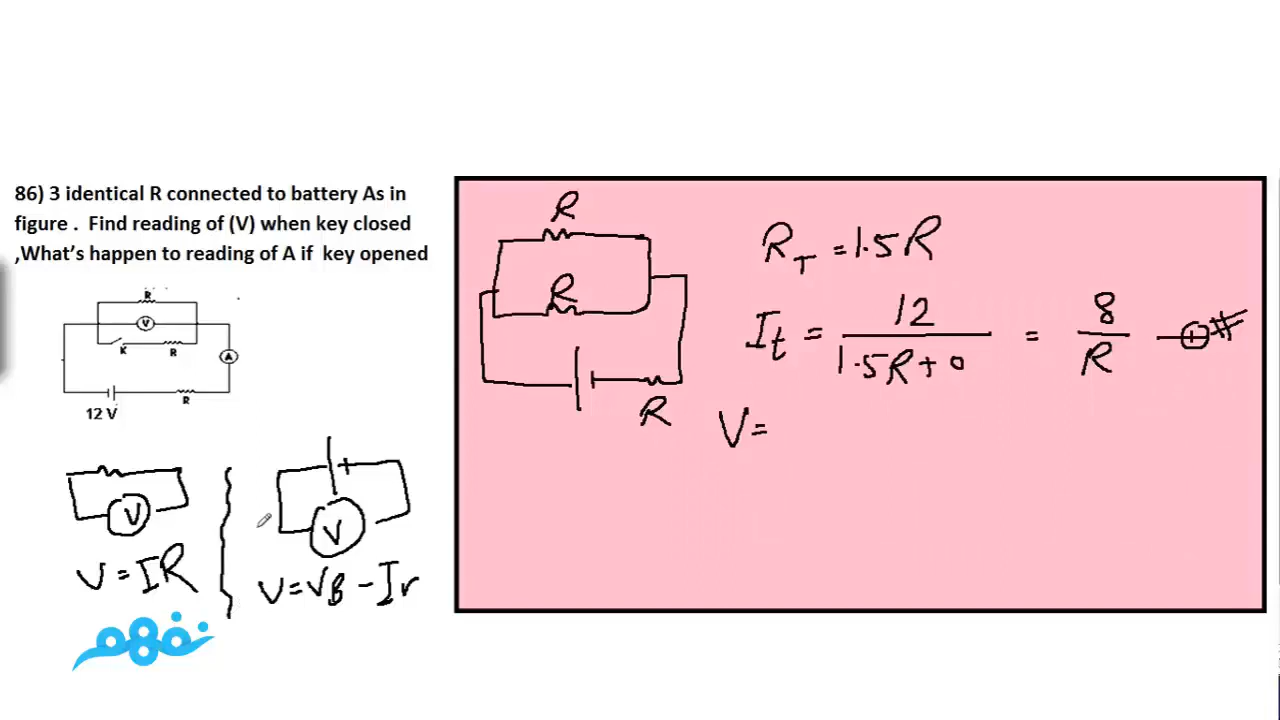 86) 3 identical R connected to battery As in
figure . Find reading of (V) when key closed
,What's happen to reading of A if key opened
R
V
K
R
A
R
12 V
V
V = IR
V
V = VB - Ir
نفهم
R
R
R
RT = 1.5R
It = 12 / 1.5R + 0 = 8 / R
V =